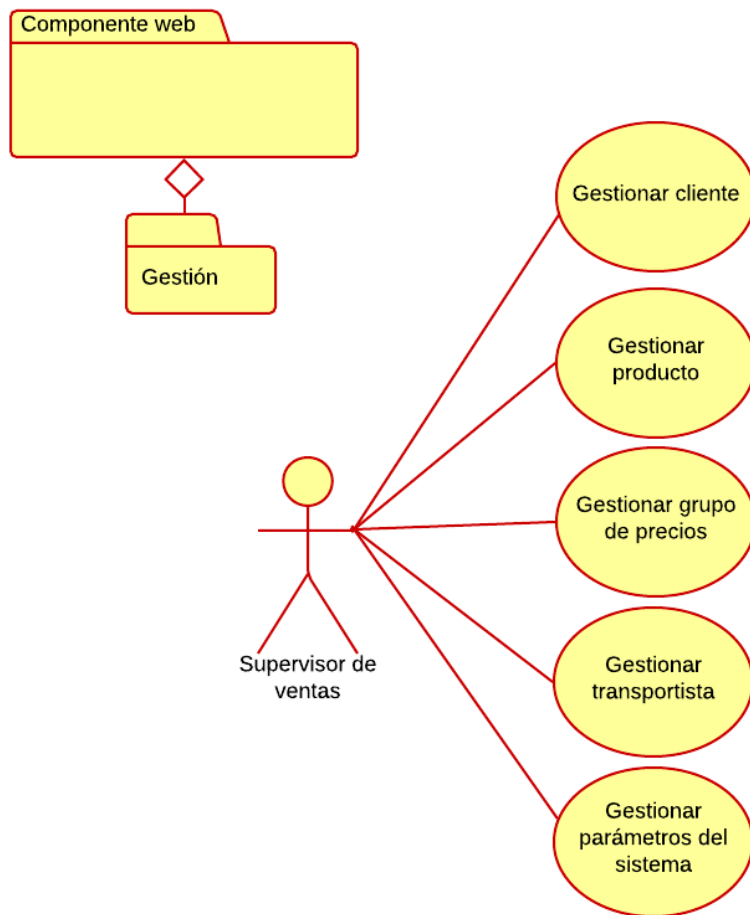 Componente web
Gestión
Gestionar cliente
Gestionar
producto
Gestionar grupo
de precios
Supervisor de
ventas
Gestionar
transportista
Gestionar
parámetros del
sistema